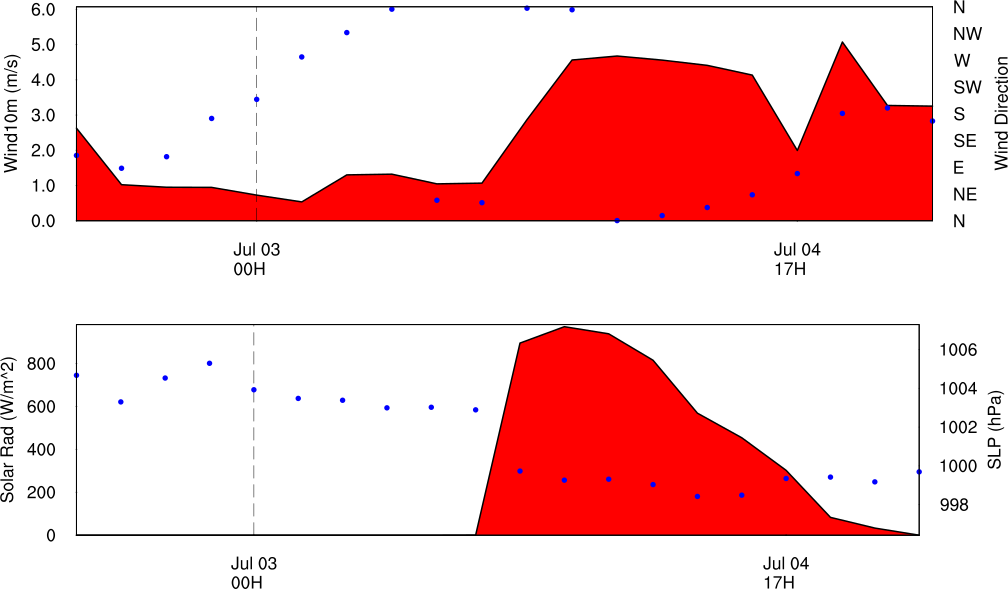 Wind10m (m/s)
6.0
5.0
4.0
3.0
2.0
1.0
0.0
N
NW
W
SW
S
SE
E
NE
N
Wind Direction
Jul 03
00H
Jul 04
17H
Solar Rad (W/m^2)
800
600
400
200
0
1006
1004
1002
1000
998
SLP (hPa)
Jul 03
00H
Jul 04
17H